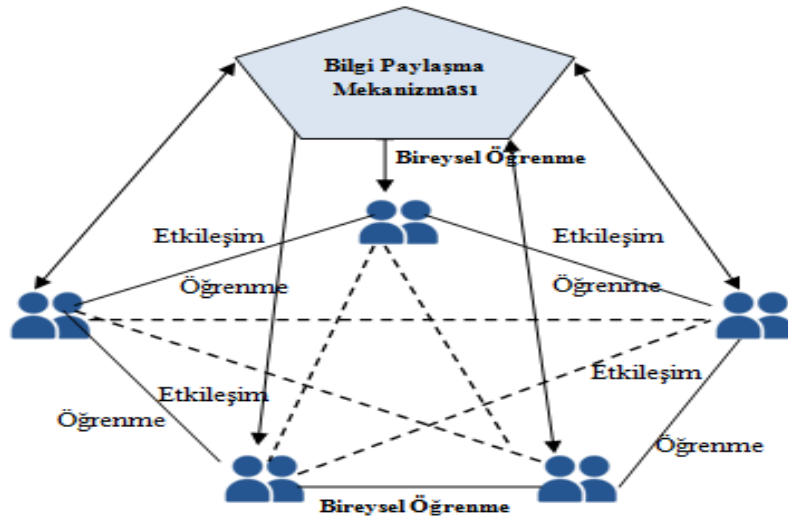 Bilgi Paylaşma
Mekanizması
Bireysel Öğrenme
Etkileşim
Etkileşim
Öğrenme
Öğrenme
Etkileşim
Etkileşim
Öğrenme
Öğrenme
Bireysel Öğrenme